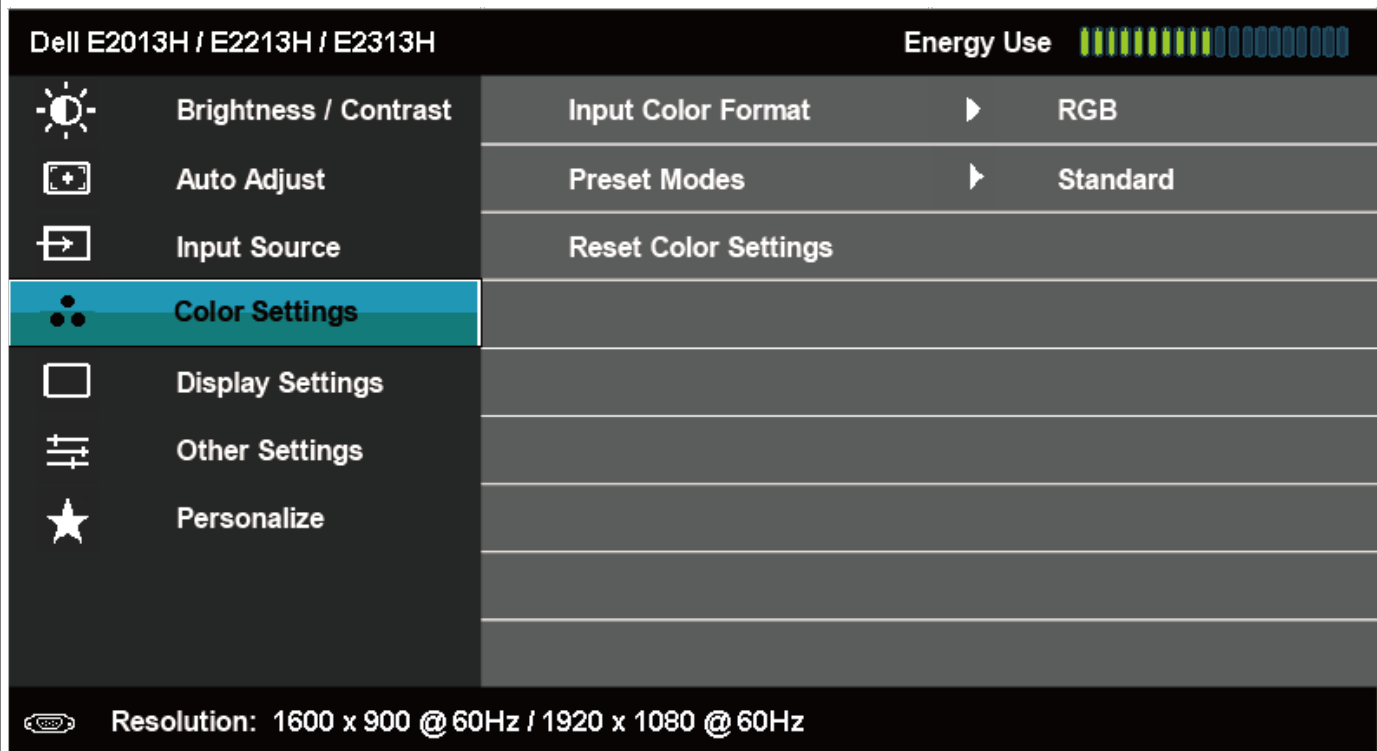 Dell E2013H / E2213H / E2313H Energy Use
Brightness / Contrast Input Color Format RGB
Auto Adjust Preset Modes Standard
Input Source Reset Color Settings
Color Settings
Display Settings
Other Settings
Personalize
Resolution: 1600 x 900 @ 60Hz / 1920 x 1080 @ 60Hz